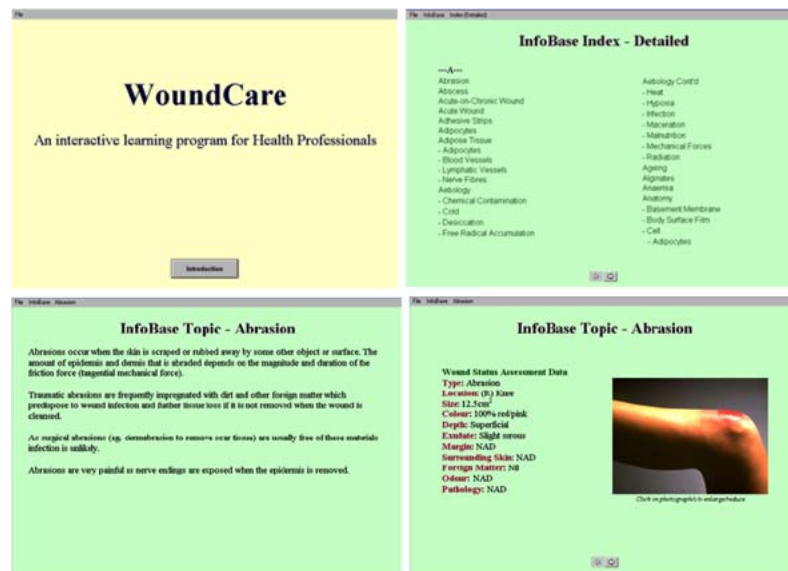 File
WoundCare
An interactive learning program for Health Professionals
Introduction
File InfoBase Index (Detailed)
InfoBase Index - Detailed
---A---
Abrasion
Abscess
Acute-on-Chronic Wound
Acute Wound
Adhesive Strips
Adipocytes
Adipose Tissue
- Adipocytes
- Blood Vessels
- Lymphatic Vessels
- Nerve Fibres
Aetiology
- Chemical Contamination
- Cold
- Desiccation
- Free Radical Accumulation
Aetiology Cont'd
- Heat
- Hypoxia
- Infection
- Maceration
- Malnutrition
- Mechanical Forces
- Radiation
Ageing
Alginates
Anaemia
Anatomy
- Basement Membrane
- Body Surface Film
- Cell
- Adipocytes
File InfoBase Abrasion
InfoBase Topic - Abrasion
Abrasions occur when the skin is scraped or rubbed away by some other object or surface. The
amount of epidermis and dermis that is abraded depends on the magnitude and duration of the
friction force (tangential mechanical force).
Traumatic abrasions are frequently impregnated with dirt and other foreign matter which
predispose to wound infection and further tissue loss if it is not removed when the wound is
cleansed.
As surgical abrasions (eg. dermabrasion to remove scar tissue) are usually free of these materials
infection is unlikely.
Abrasions are very painful as nerve endings are exposed when the epidermis is removed.
File InfoBase Abrasion
InfoBase Topic - Abrasion
Wound Status Assessment Data
Type: Abrasion
Location: (R) Knee
Size: 12.5cm²
Colour: 100% red/pink
Depth: Superficial
Exudate: Slight serous
Margin: NAD
Surrounding Skin: NAD
Foreign Matter: Nil
Odour: NAD
Pathology: NAD
Click on photograph(s) to enlarge/reduce